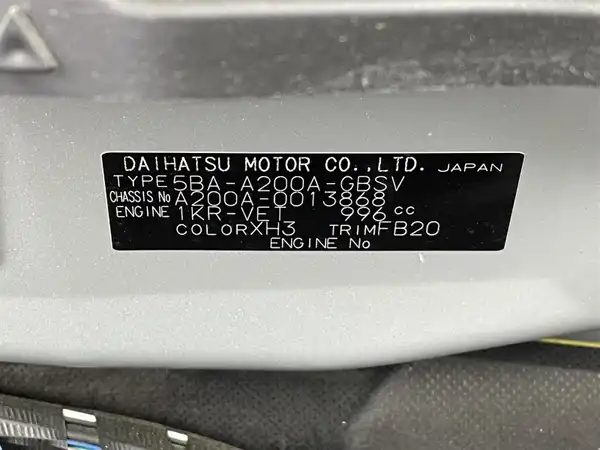 DAIHATSU MOTOR CO.,LTD. JAPAN
TYPE 5BA-A200A-GBSV
CHASSIS No A200A-0013868
ENGINE 1KR-VET 996 cc
COLOR XH3 TRIM FB20
ENGINE No